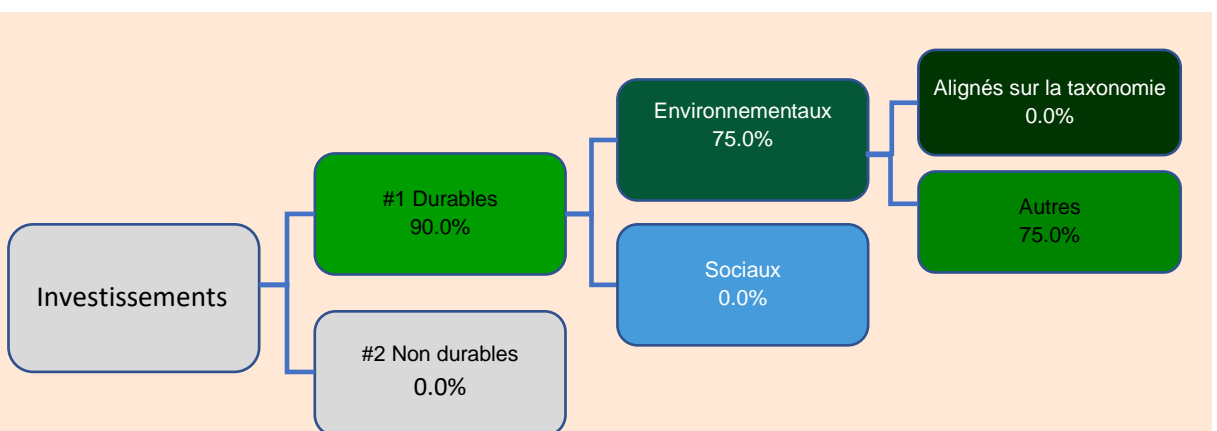 Investissements
#1 Durables
90.0%
#2 Non durables
0.0%
Environnementaux
75.0%
Sociaux
0.0%
Alignés sur la taxonomie
0.0%
Autres
75.0%